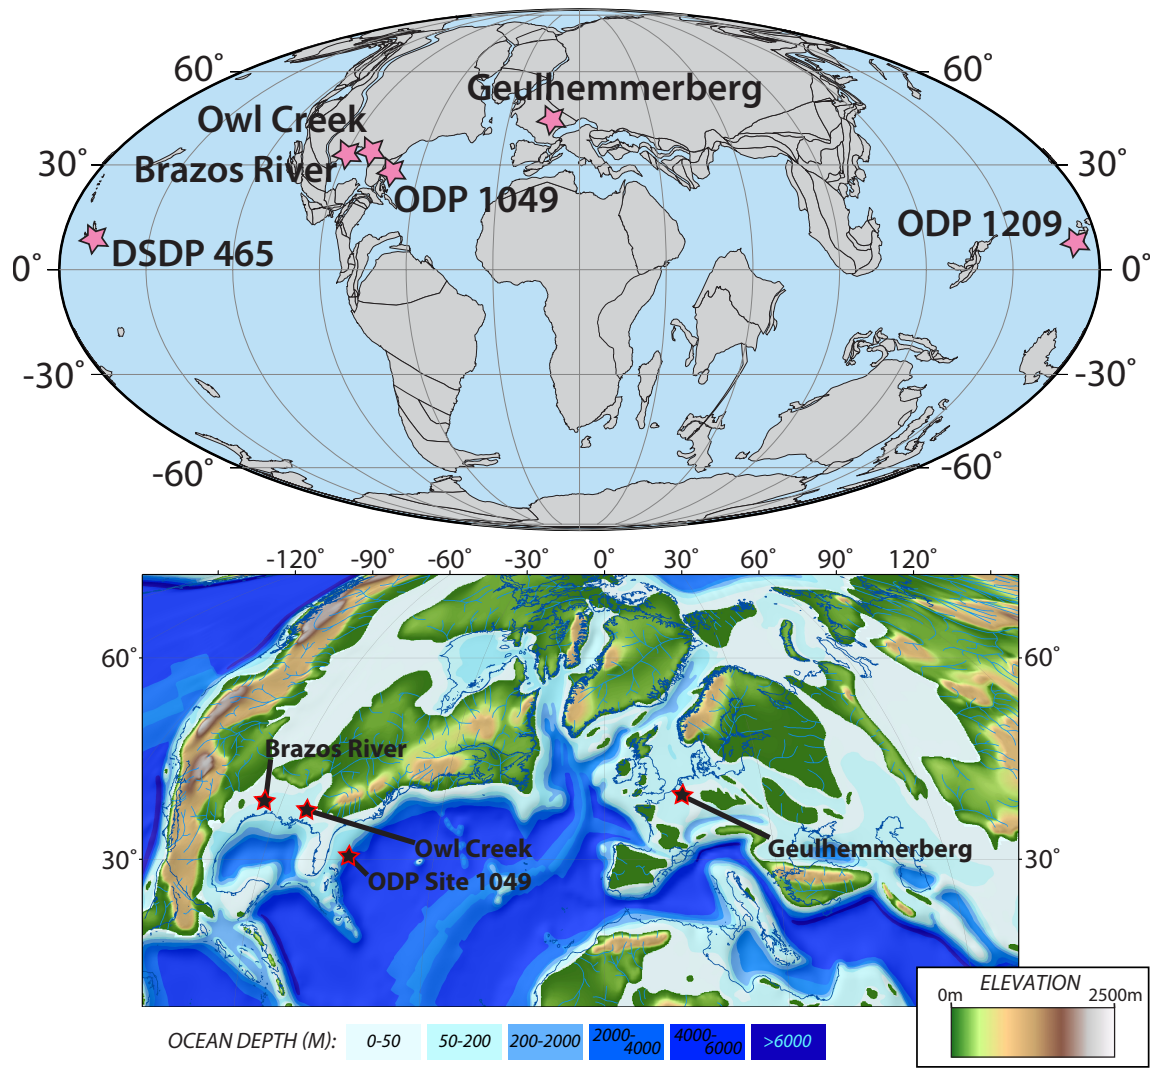 60° 60°
Geulhemmerberg
Owl Creek
30° 30°
Brazos River
ODP 1049
ODP 1209
DSDP 465
0° 0°
-30° -30°
-60° -60°
-120° -90° -60° -30° 0° 30° 60° 90° 120°
60° 60°
Brazos River
Owl Creek
Geulhemmerberg
30° 30°
ODP Site 1049
ELEVATION
0m 2500m
OCEAN DEPTH (M): 0-50 50-200 200-2000 2000-4000 4000-6000 >6000